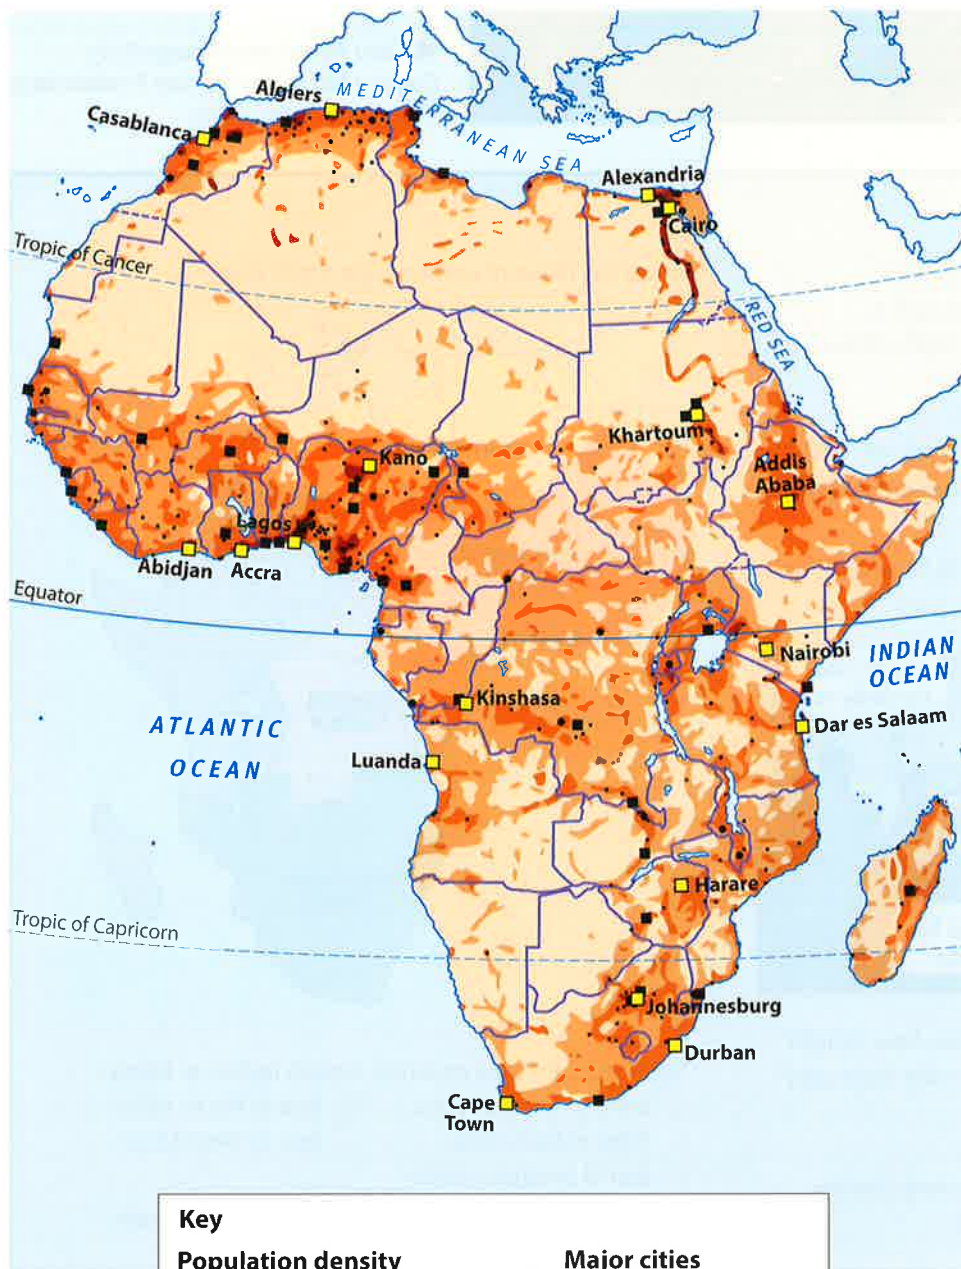 Algiers
MEDITERRANEAN SEA
Casablanca
Alexandria
Cairo
Tropic of Cancer
RED SEA
Khartoum
Kano
Addis
Ababa
Lagos
Abidjan
Accra
Equator
Nairobi
INDIAN
OCEAN
Kinshasa
ATLANTIC
OCEAN
Dar es Salaam
Luanda
Harare
Tropic of Capricorn
Johannesburg
Durban
Cape
Town
Key
Population density
Major cities